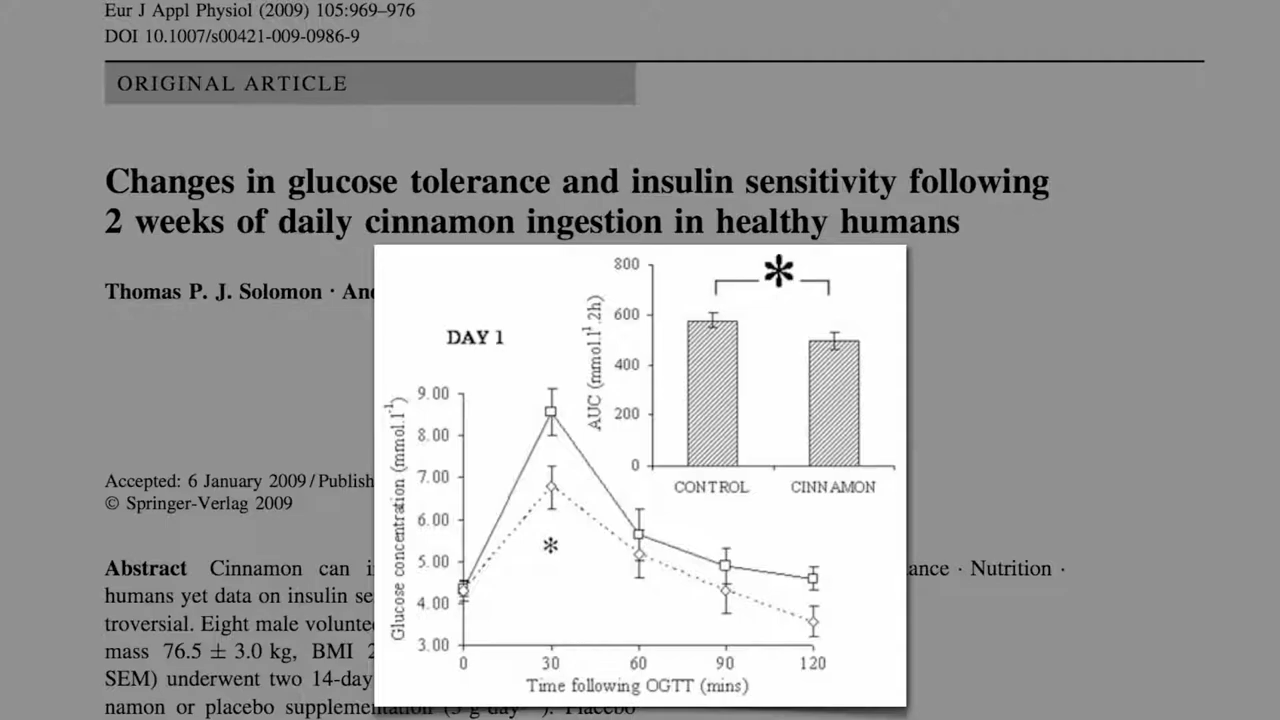 Eur J Appl Physiol (2009) 105:969–976
DOI 10.1007/s00421-009-0986-9
ORIGINAL ARTICLE
Changes in glucose tolerance and insulin sensitivity following
2 weeks of daily cinnamon ingestion in healthy humans
Thomas P. J. Solomon ·
Accepted: 6 January 2009 / Publish
© Springer-Verlag 2009
Abstract Cinnamon can
humans yet data on insulin se
troversial. Eight male volunte
mass 76.5 ± 3.0 kg, BMI 2
SEM) underwent two 14-day
namon or placebo supplementation
ance · Nutrition ·
DAY 1
Glucose concentration (mmol.l-1)
9.00
8.00
7.00
6.00
5.00
4.00
3.00
*
0 30 60 90 120
Time following OGTT (mins)
AUC (mmol.l1.2h)
800
600
400
200
0
*
CONTROL CINNAMON